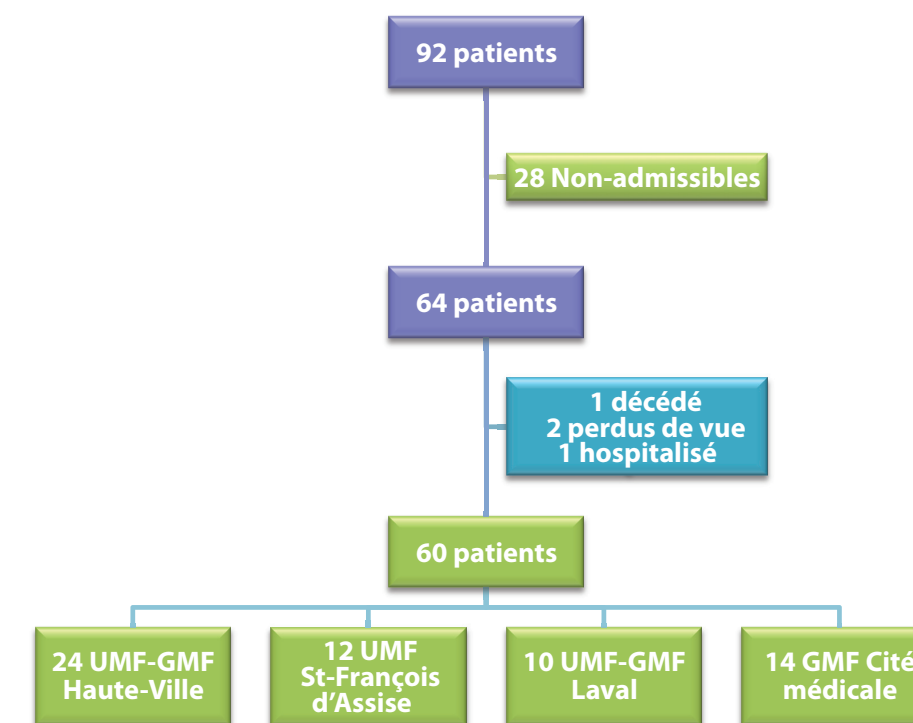 92 patients
28 Non-admissibles
64 patients
1 décédé
2 perdus de vue
1 hospitalisé
60 patients
24 UMF-GMF
Haute-Ville
12 UMF
St-François
d'Assise
10 UMF-GMF
Laval
14 GMF Cité
médicale